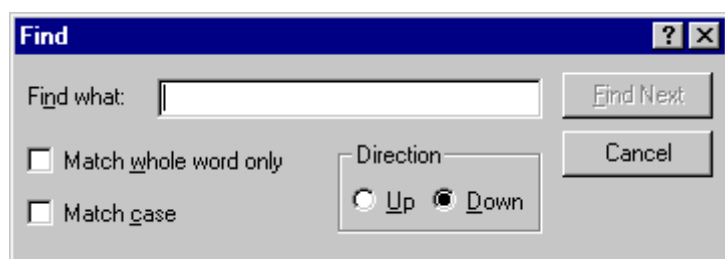 Find
Find what:
Find Next
Match whole word only
Direction
Cancel
Match case
Up
Down